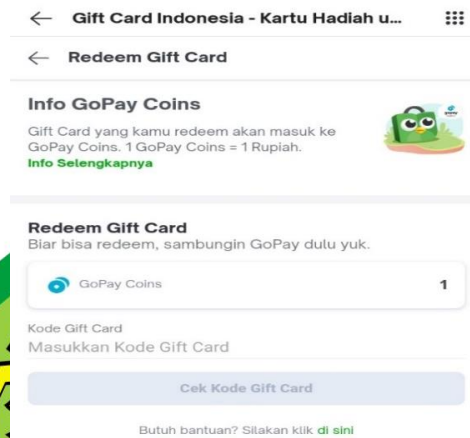 Gift Card Indonesia - Kartu Hadiah u...
Redeem Gift Card
Info GoPay Coins
Gift Card yang kamu redeem akan masuk ke
GoPay Coins. 1 GoPay Coins = 1 Rupiah.
Info Selengkapnya
Redeem Gift Card
Biar bisa redeem, sambungin GoPay dulu yuk.
GoPay Coins 1
Kode Gift Card
Masukkan Kode Gift Card
Cek Kode Gift Card
Butuh bantuan? Silakan klik di sini